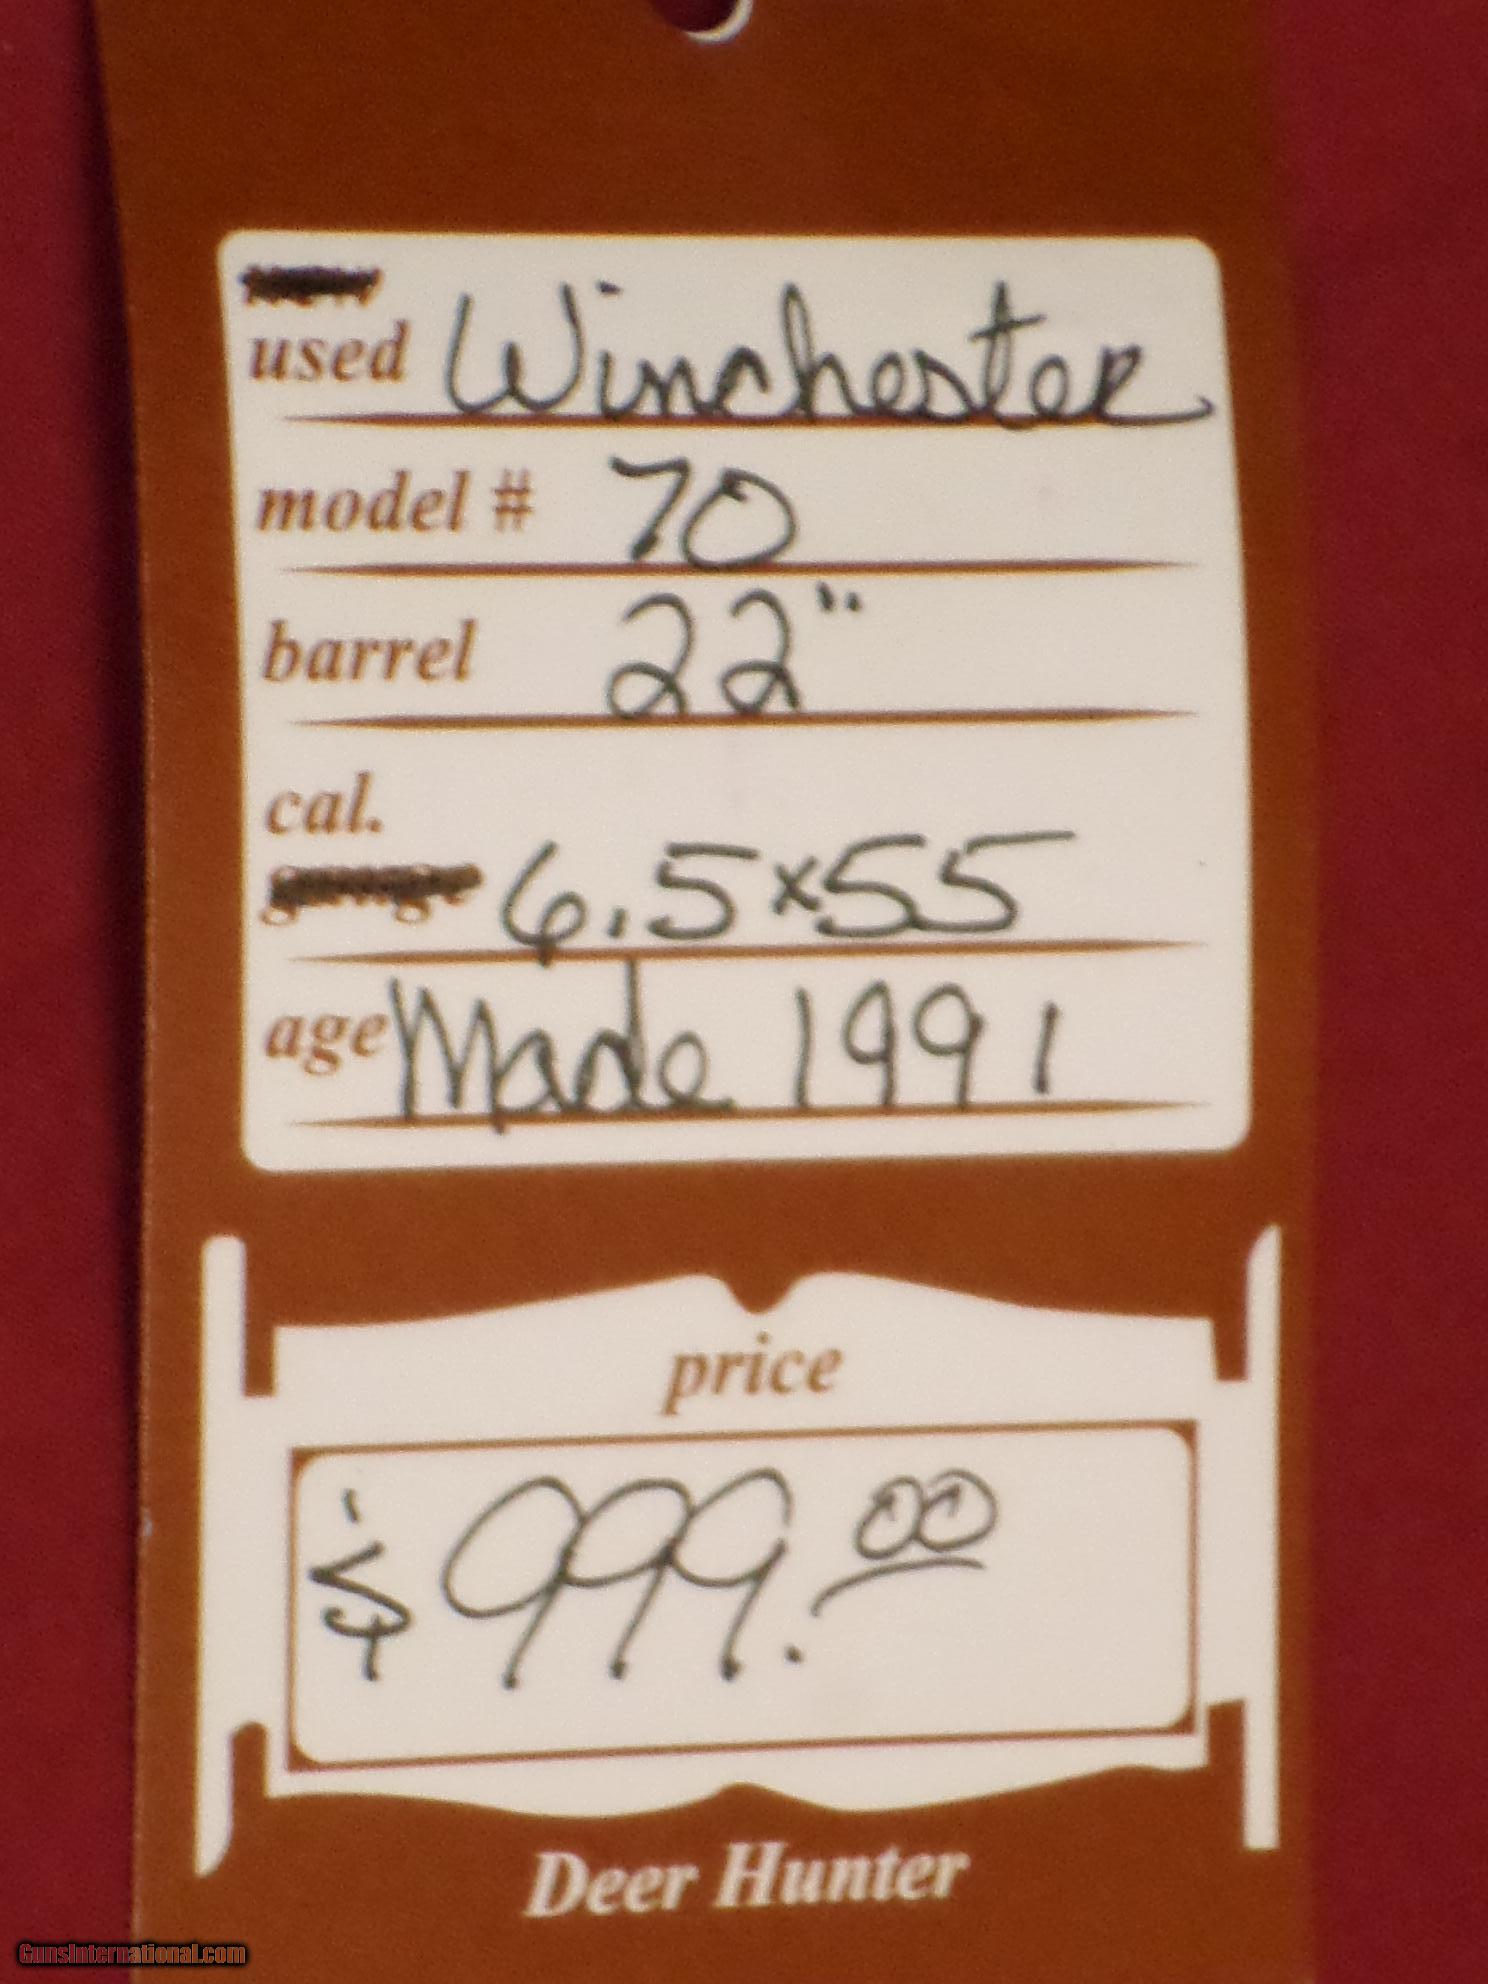 used Winchester
model # 70
barrel 22"
cal.
6.5x55
age Made 1991
price
$999.00
Deer Hunter
GunsInternational.com